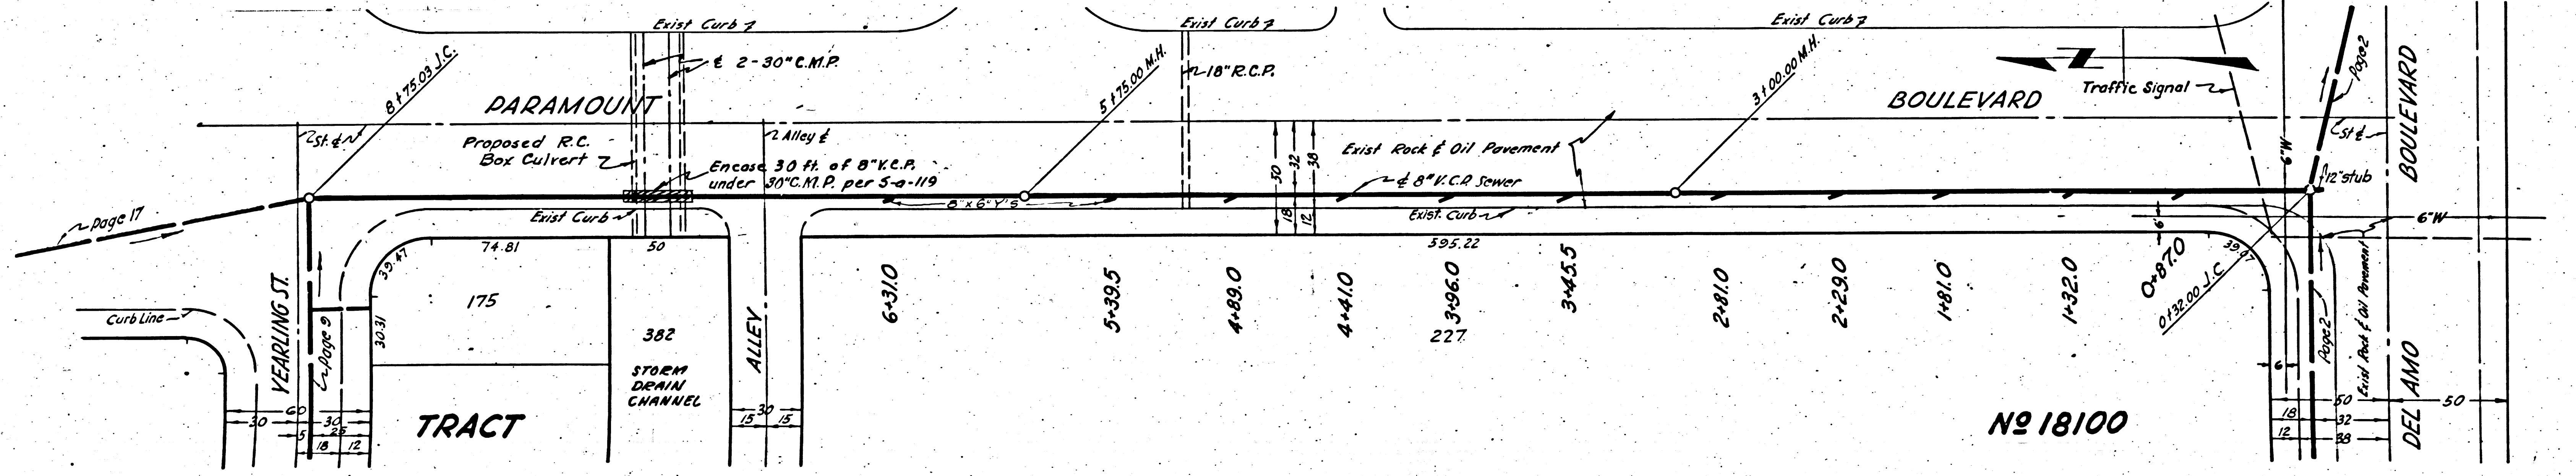 Exist Curb
Exist Curb
Exist Curb
8+75.03 J.C.
℄ 2-30" C.M.P.
5+75.00 M.H.
18" R.C.P.
3+00.00 M.H.
PARAMOUNT
BOULEVARD
Traffic Signal
Page 2
BOULEVARD
St. ℄
Proposed R.C.
Box Culvert
Alley ℄
Encase 30 ft. of 8" V.C.P.
under 30" C.M.P. per S-a-119
50
32
38
Exist Rock & Oil Pavement
℄ 8" V.C.P. Sewer
6"W
St ℄
12" stub
Page 17
Exist Curb
8" x 6" Y's
18
12
Exist. Curb
6
6"W
39.47
74.81
50
595.22
39.07
YEARLING ST.
Page 9
30.31
175
382
STORM
DRAIN
CHANNEL
ALLEY
6+31.0
5+39.5
4+89.0
4+41.0
3+96.0
3+45.5
2+81.0
2+29.0
1+81.0
1+32.0
0+87.0
0+32.00 J.C.
227
Curb Line
Page 2
Exist Rock & Oil Pavement
6
60
30
30
5
25
18
12
TRACT
30
15
15
Nº 18100
50
50
18
32
12
38
DEL AMO